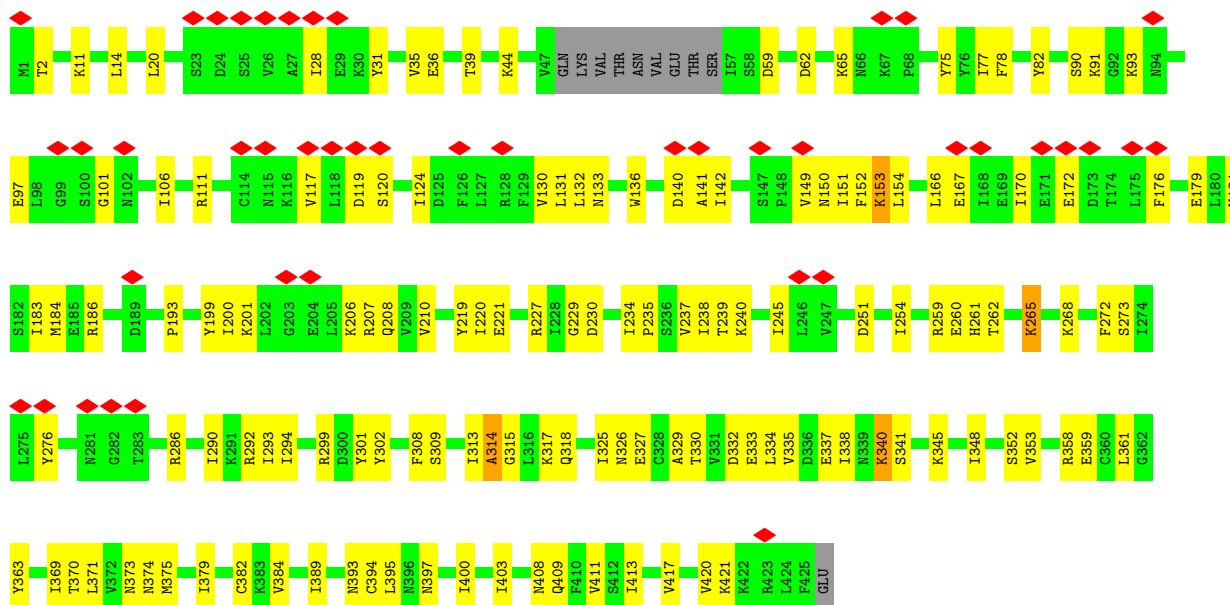 M1 T2 K11 L14 L20 S23 D24 S25 V26 A27 I28 E29 K30 Y31 V35 E36 T39 K44 V47 GLN LYS VAL THR ASN VAL GLU THR SER I57 S58 D59 D62 K65 N66 K67 P68 Y75 Y76 I77 F78 Y82 S90 K91 G92 K93 N94
E97 L98 G99 S100 G101 N102 I106 R111 C114 N115 K116 V117 L118 D119 S120 I124 D125 F126 L127 R128 F129 V130 L131 L132 N133 W136 D140 A141 I142 S147 P148 V149 N150 I151 F152 K153 L154 L166 E167 I168 E169 I170 E171 E172 D173 T174 L175 F176 E179 L180
S182 I183 M184 E185 R186 D189 P193 Y199 I200 K201 L202 G203 E204 L205 K206 R207 Q208 V209 V210 Y219 I220 E221 R227 I228 G229 D230 I234 P235 S236 V237 I238 T239 K240 I245 L246 V247 D251 I254 R259 E260 H261 T262 K265 K268 F272 S273 I274
L275 Y276 N281 G282 T283 R286 I290 K291 R292 I293 I294 R299 D300 Y301 Y302 F308 S309 I313 A314 G315 L316 K317 Q318 I325 N326 E327 C328 A329 T330 V331 D332 E333 L334 V335 D336 E337 I338 N339 K340 S341 K345 I348 S352 V353 R358 E359 C360 L361 G362
Y363 I369 T370 L371 V372 N373 N374 M375 I379 C382 K383 V384 I389 N393 C394 L395 N396 N397 I400 I403 N408 Q409 F410 V411 S412 I413 V417 V420 K421 K422 R423 L424 F425 GLU